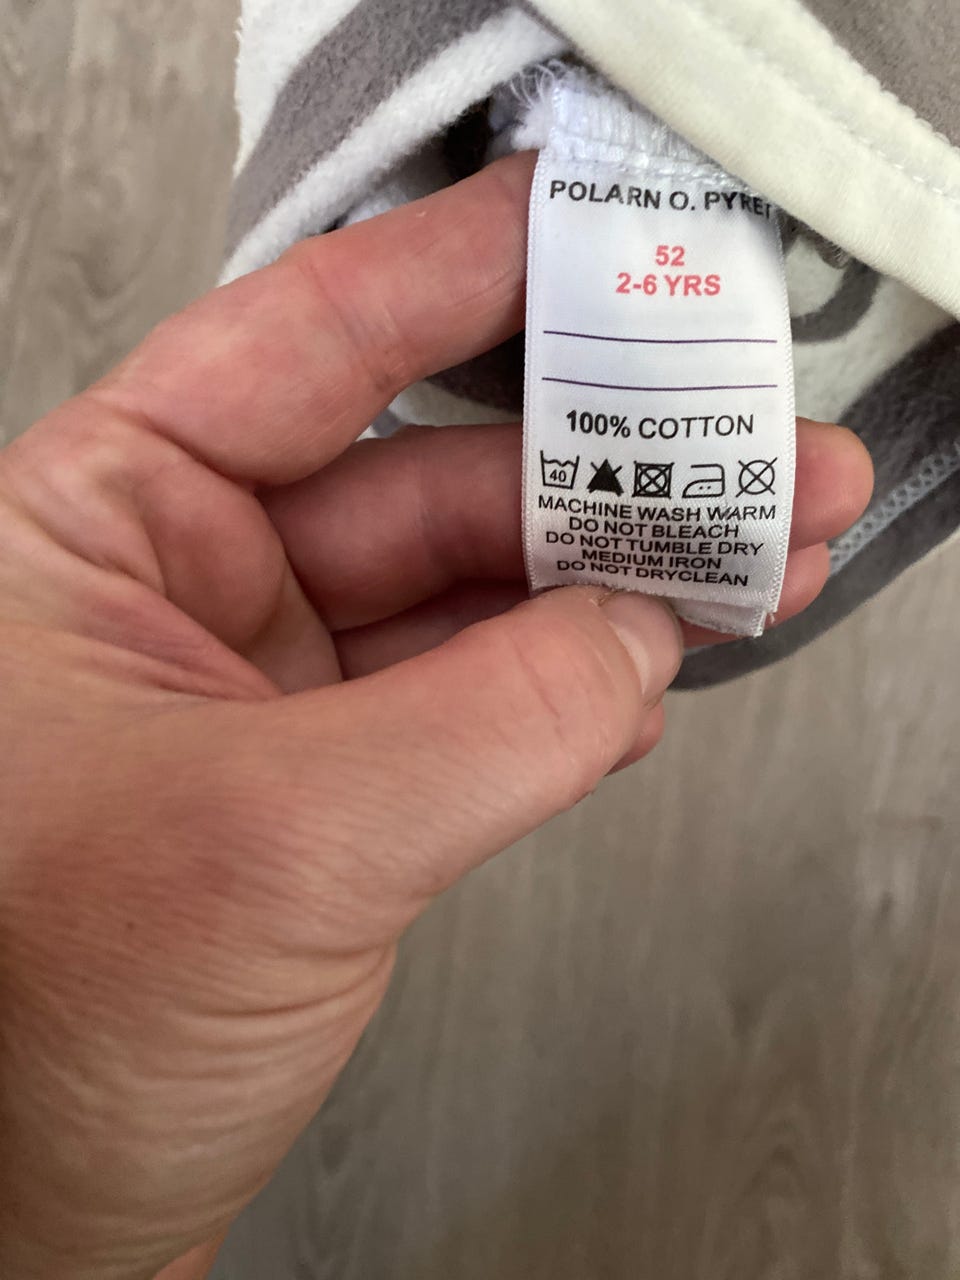 POLARN O. PYRET
52
2-6 YRS
100% COTTON
40
MACHINE WASH WARM
DO NOT BLEACH
DO NOT TUMBLE DRY
MEDIUM IRON
DO NOT DRYCLEAN